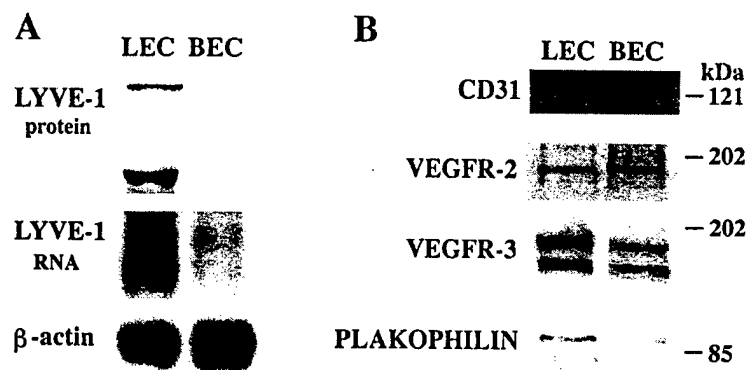 A
LEC BEC
LYVE-1
protein
LYVE-1
RNA
β-actin
B
LEC BEC
kDa
CD31
121
VEGFR-2
202
VEGFR-3
202
PLAKOPHILIN
85